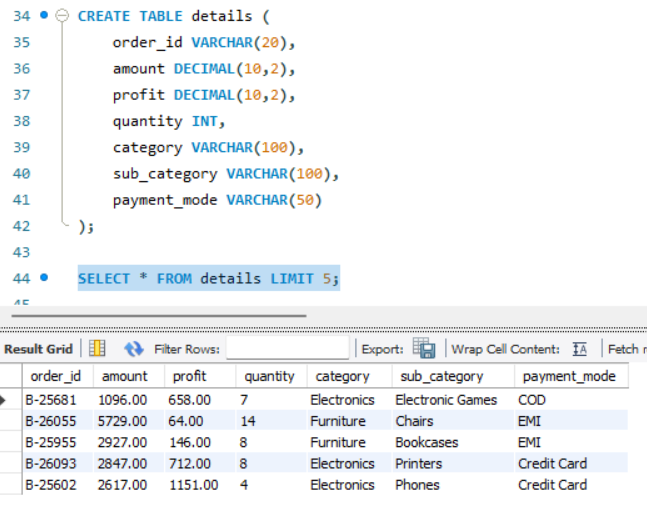 34 CREATE TABLE details (
35 order_id VARCHAR(20),
36 amount DECIMAL(10,2),
37 profit DECIMAL(10,2),
38 quantity INT,
39 category VARCHAR(100),
40 sub_category VARCHAR(100),
41 payment_mode VARCHAR(50)
42 );
43
44 SELECT * FROM details LIMIT 5;
45
Result Grid Filter Rows: Export: Wrap Cell Content: Fetch
order_id amount profit quantity category sub_category payment_mode
B-25681 1096.00 658.00 7 Electronics Electronic Games COD
B-26055 5729.00 64.00 14 Furniture Chairs EMI
B-25955 2927.00 146.00 8 Furniture Bookcases EMI
B-26093 2847.00 712.00 8 Electronics Printers Credit Card
B-25602 2617.00 1151.00 4 Electronics Phones Credit Card